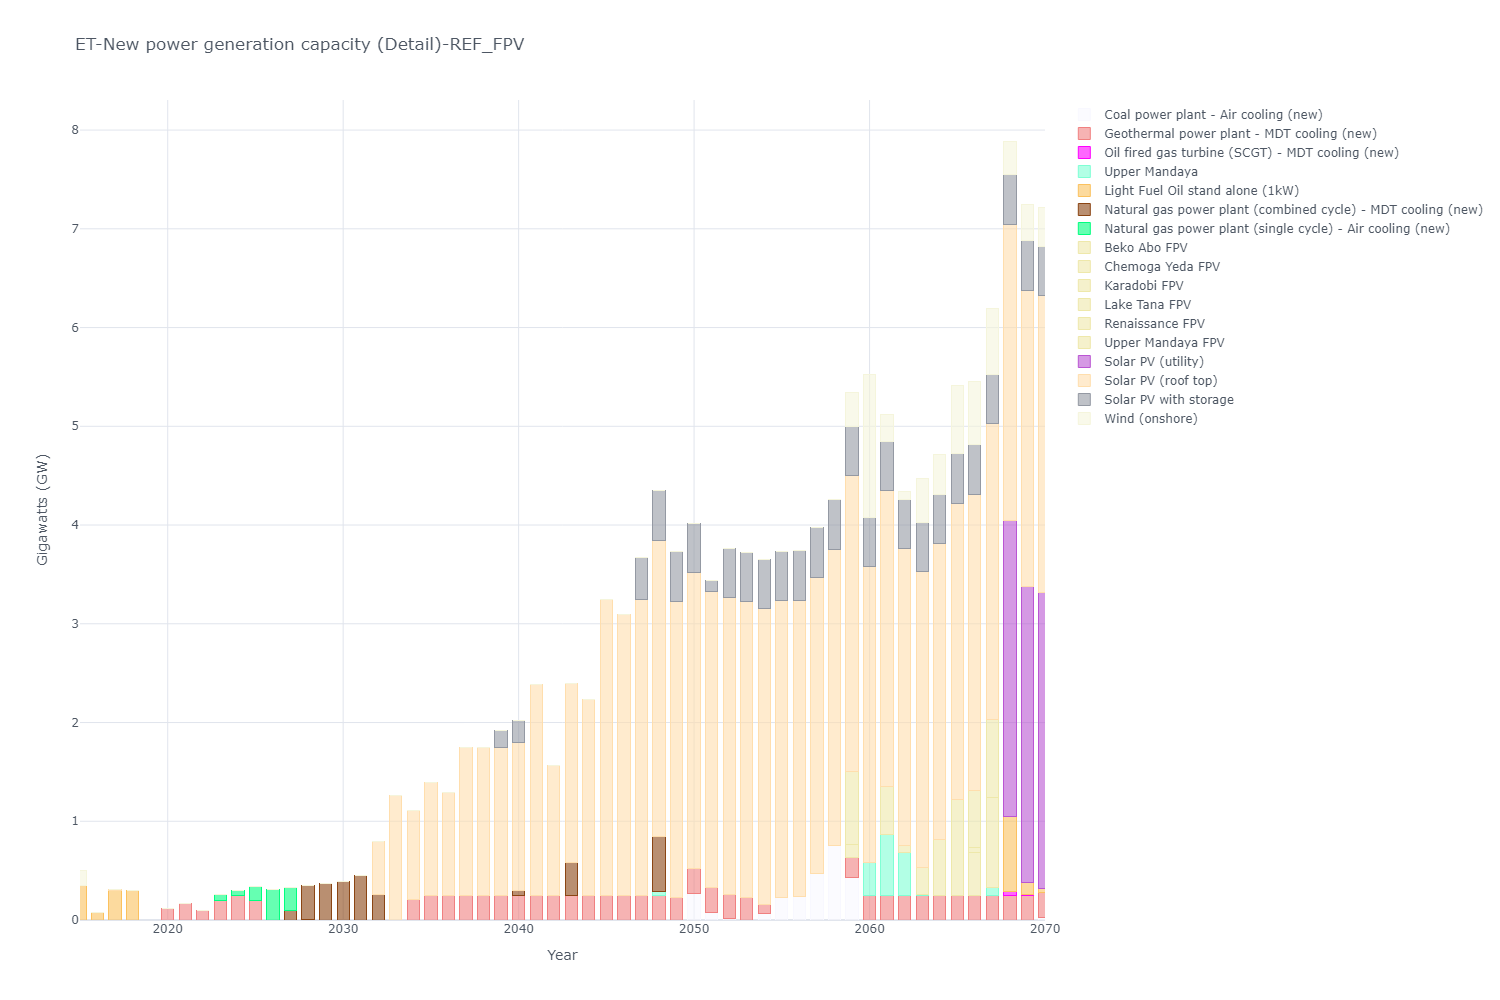 ET-New power generation capacity (Detail)-REF_FPV
Coal power plant - Air cooling (new)
Geothermal power plant - MDT cooling (new)
Oil fired gas turbine (SCGT) - MDT cooling (new)
Upper Mandaya
Light Fuel Oil stand alone (1kW)
Natural gas power plant (combined cycle) - MDT cooling (new)
Natural gas power plant (single cycle) - Air cooling (new)
Beko Abo FPV
Chemoga Yeda FPV
Karadobi FPV
Lake Tana FPV
Renaissance FPV
Upper Mandaya FPV
Solar PV (utility)
Solar PV (roof top)
Solar PV with storage
Wind (onshore)
Gigawatts (GW)
8
7
6
5
4
3
2
1
0
2020 2030 2040 2050 2060 2070
Year